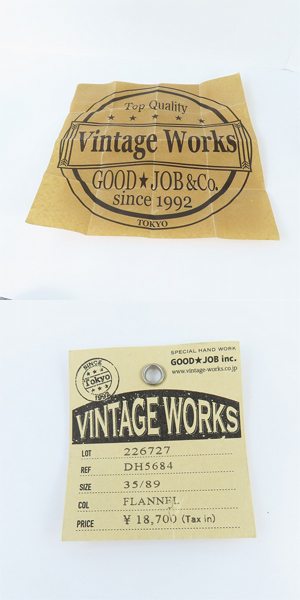 Top Quality
Vintage Works
GOOD★JOB&Co.
since 1992
TOKYO
SPECIAL HAND WORK
GOOD★JOB inc.
www.vintage-works.co.jp
SINCE
Tokyo
1992
VINTAGE WORKS
LOT 226727
REF DH5684
SIZE 35/89
COL FLANNEL
PRICE ¥ 18,700 (Tax in)